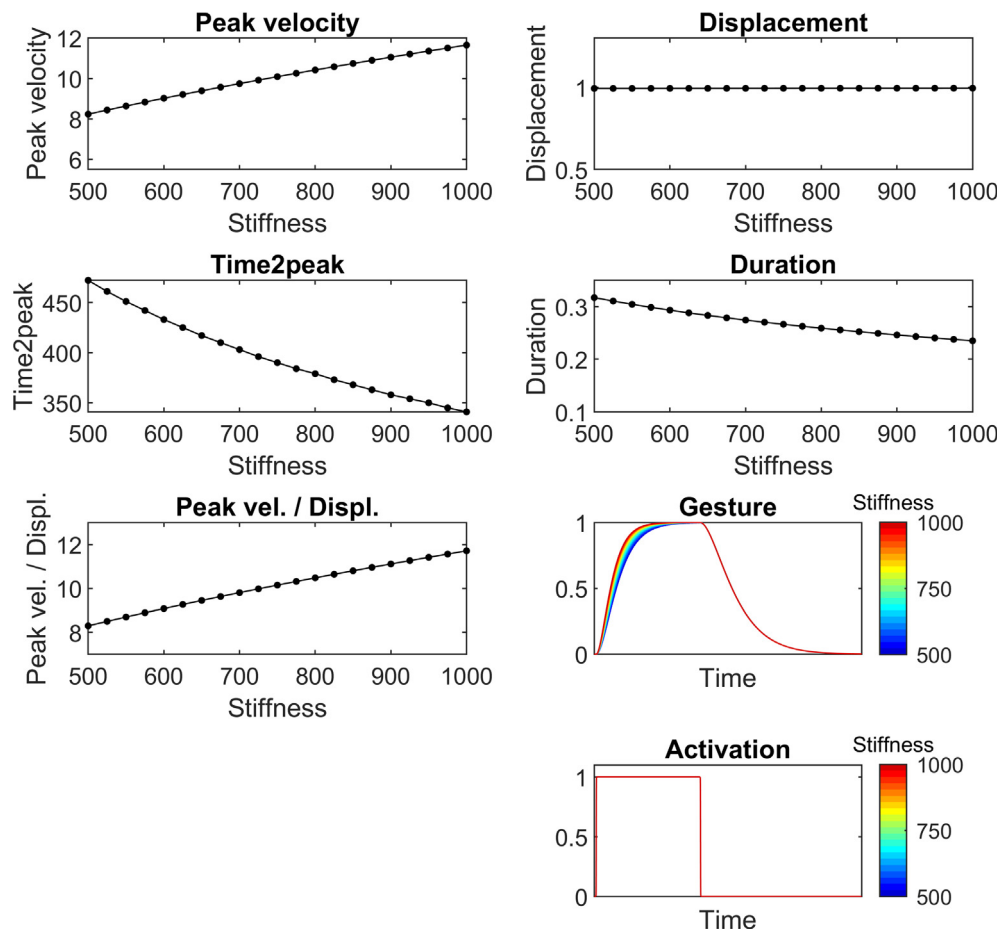 Peak velocity
Peak velocity
12
10
8
6
500 600 700 800 900 1000
Stiffness
Displacement
Displacement
1
0.5
500 600 700 800 900 1000
Stiffness
Time2peak
Time2peak
450
400
350
500 600 700 800 900 1000
Stiffness
Duration
Duration
0.3
0.2
0.1
500 600 700 800 900 1000
Stiffness
Peak vel. / Displ.
Peak vel. / Displ.
12
10
8
500 600 700 800 900 1000
Stiffness
Gesture
1
0.5
0
Time
Stiffness
1000
750
500
Activation
1
0.5
0
Time
Stiffness
1000
750
500